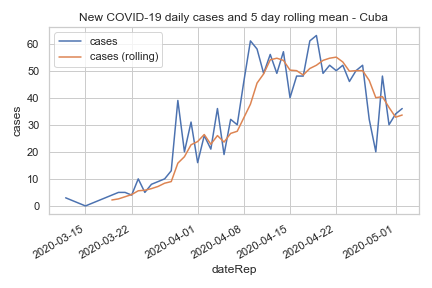 New COVID-19 daily cases and 5 day rolling mean - Cuba
cases
cases (rolling)
60
50
40
30
20
10
0
cases
2020-03-15
2020-03-22
2020-04-01
2020-04-08
2020-04-15
2020-04-22
2020-05-01
dateRep